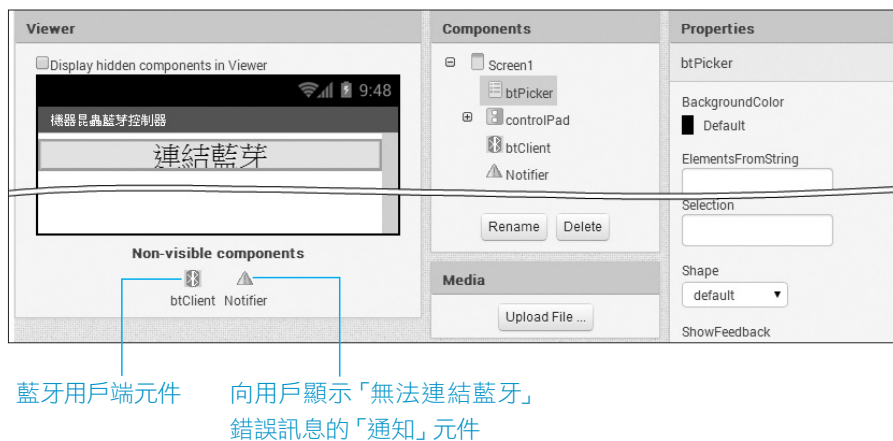 Viewer
Display hidden components in Viewer
9:48
機器昆蟲藍芽控制器
連結藍芽
Non-visible components
btClient Notifier
藍牙用戶端元件
向用戶顯示「無法連結藍牙」
錯誤訊息的「通知」元件
Components
Screen1
btPicker
controlPad
btClient
Notifier
Rename Delete
Media
Upload File ...
Properties
btPicker
BackgroundColor
Default
ElementsFromString
Selection
Shape
default
ShowFeedback